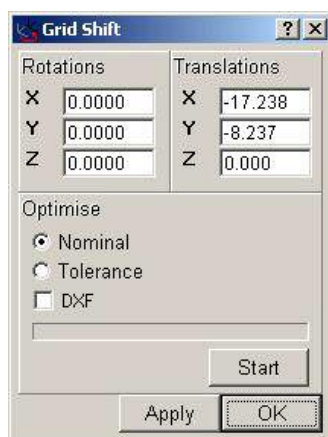 Grid Shift
Rotations Translations
X 0.0000 X -17.238
Y 0.0000 Y -8.237
Z 0.0000 Z 0.000
Optimise
Nominal
Tolerance
DXF
Start
Apply OK